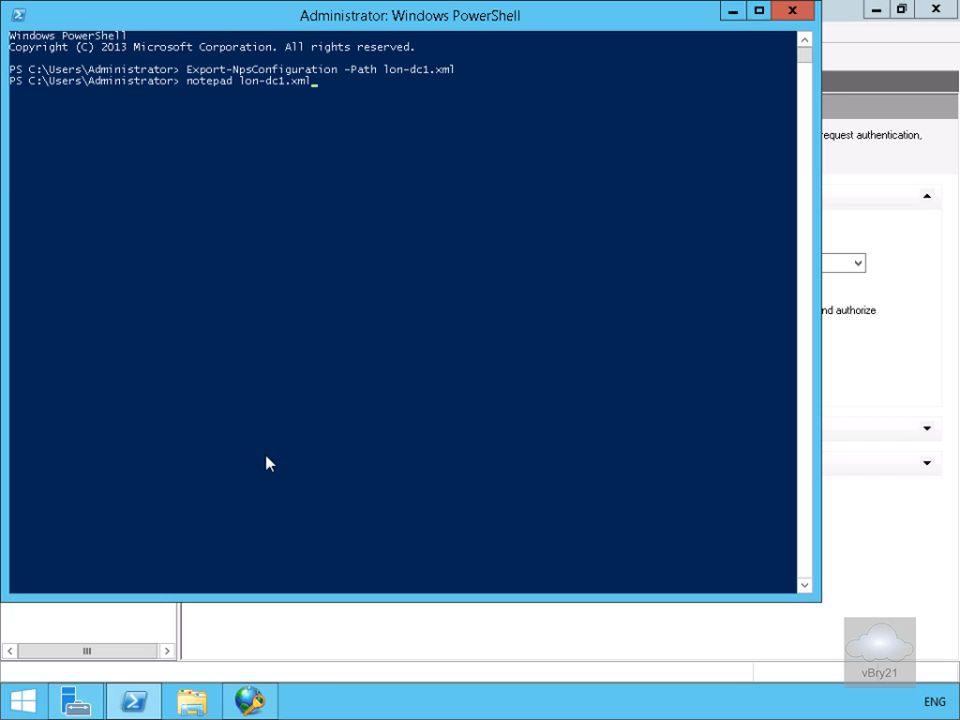 Administrator: Windows PowerShell
Windows PowerShell
Copyright (C) 2013 Microsoft Corporation. All rights reserved.
PS C:\Users\Administrator> Export-NpsConfiguration -Path lon-dc1.xml
PS C:\Users\Administrator> notepad lon-dc1.xml
request authentication,
nd authorize
vBry21
ENG